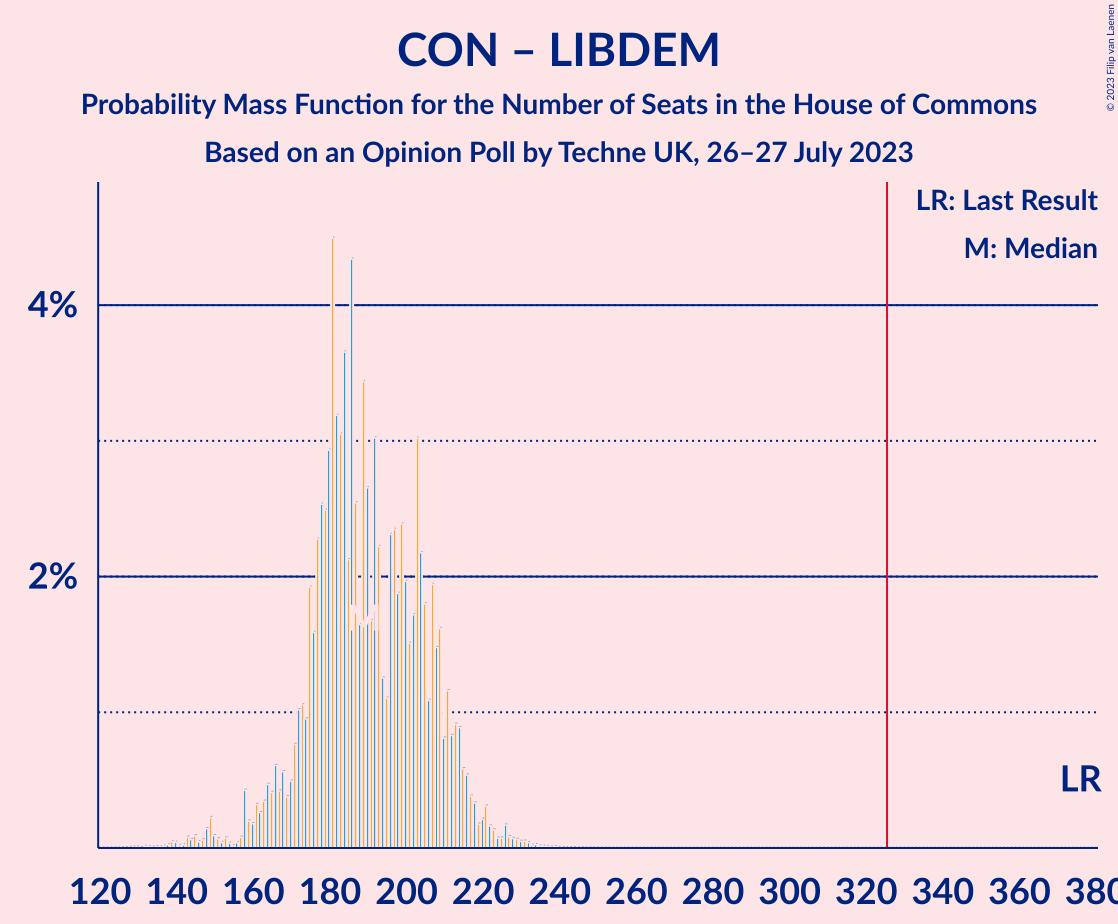 CON – LIBDEM
Probability Mass Function for the Number of Seats in the House of Commons
Based on an Opinion Poll by Techne UK, 26–27 July 2023
© 2023 Filip van Laenen
LR: Last Result
M: Median
4%
2%
LR
120 140 160 180 200 220 240 260 280 300 320 340 360 380